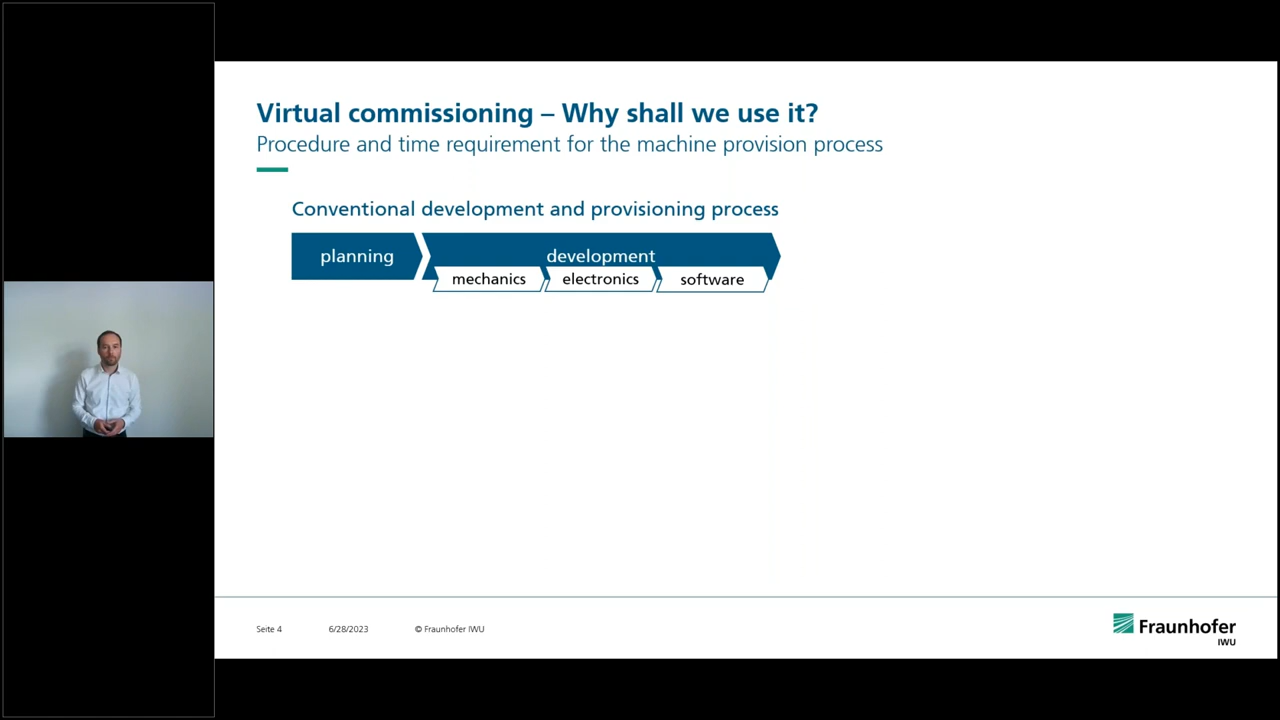 Virtual commissioning – Why shall we use it?
Procedure and time requirement for the machine provision process
Conventional development and provisioning process
planning
development
mechanics
electronics
software
Seite 4
6/28/2023
© Fraunhofer IWU
Fraunhofer
IWU